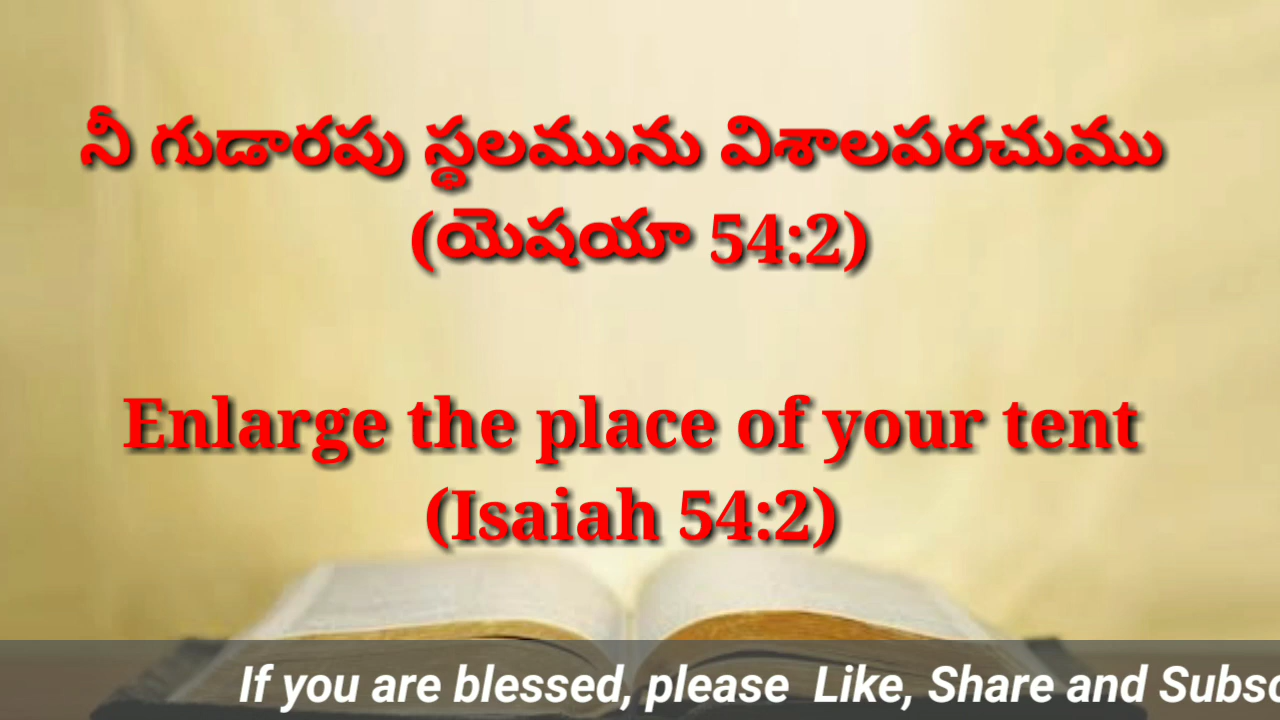 నీ గుడారపు స్థలమును విశాలపరచుము
(యెషయా 54:2)
Enlarge the place of your tent
(Isaiah 54:2)
If you are blessed, please Like, Share and